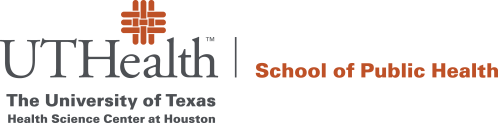 UTHealth™
School of Public Health
The University of Texas
Health Science Center at Houston